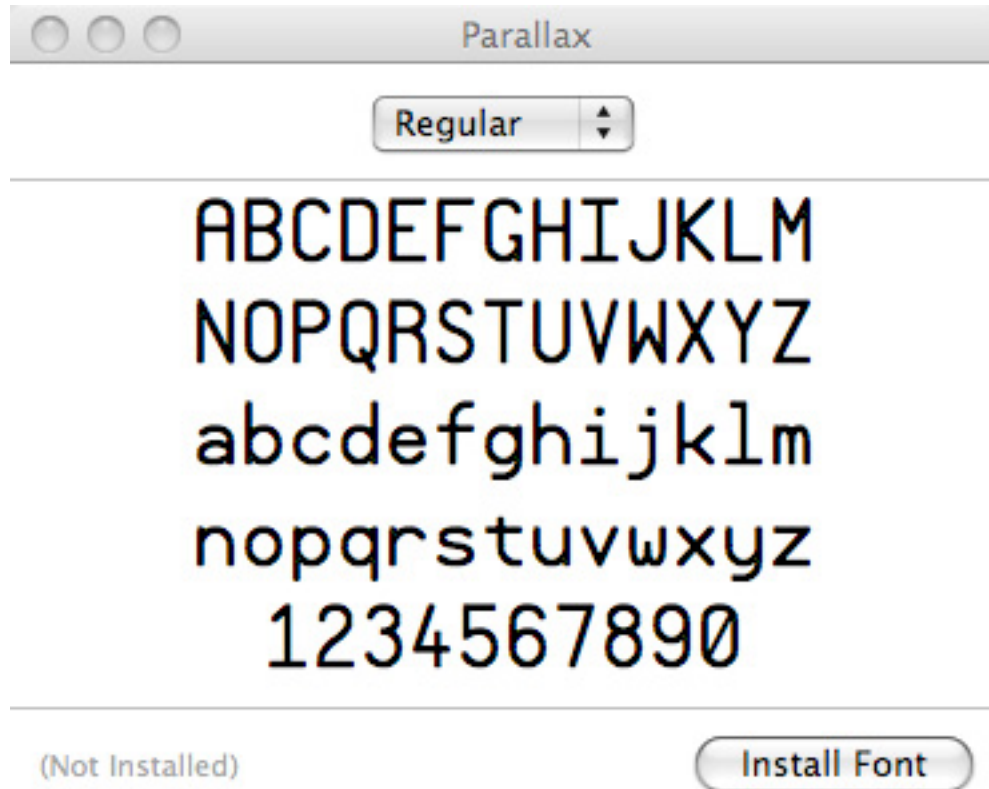 Parallax
Regular
ABCDEFGHIJKLM
NOPQRSTUVWXYZ
abcdefghijklm
nopqrstuvwxyz
1234567890
(Not Installed)
Install Font